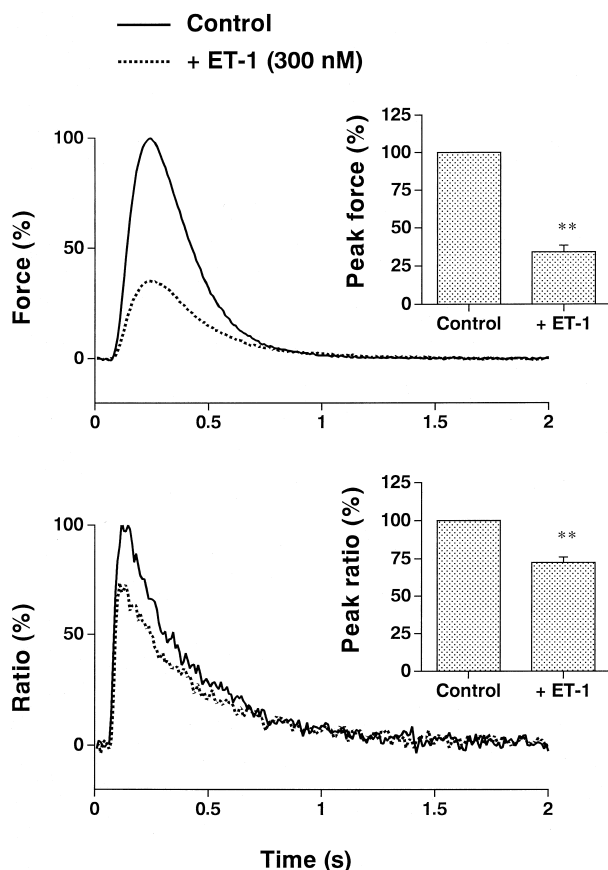 Control
+ ET-1 (300 nM)
Force (%)
100
50
0
0
0.5
1
1.5
2
Peak force (%)
125
100
75
50
25
0
**
Control
+ ET-1
Ratio (%)
100
50
0
0
0.5
1
1.5
2
Peak ratio (%)
125
100
75
50
25
0
**
Control
+ ET-1
Time (s)